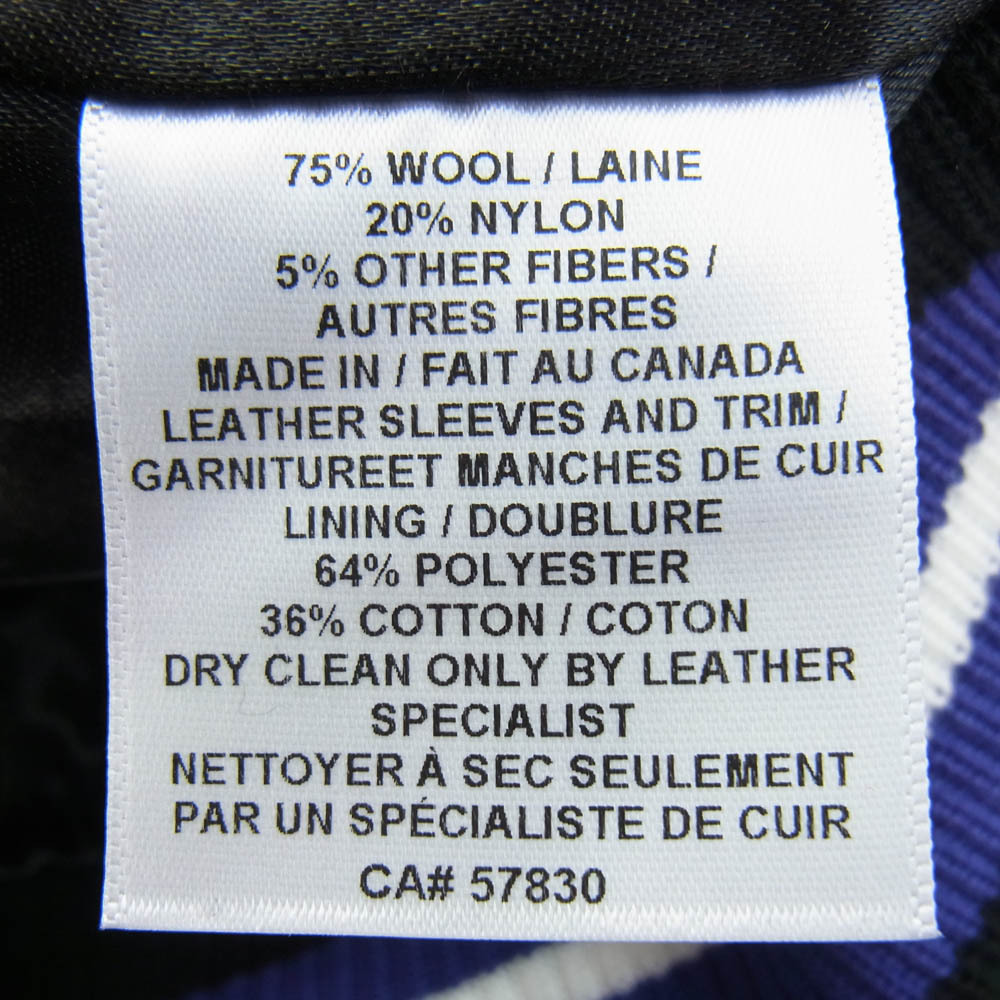 75% WOOL / LAINE
20% NYLON
5% OTHER FIBERS /
AUTRES FIBRES
MADE IN / FAIT AU CANADA
LEATHER SLEEVES AND TRIM /
GARNITUREET MANCHES DE CUIR
LINING / DOUBLURE
64% POLYESTER
36% COTTON / COTON
DRY CLEAN ONLY BY LEATHER
SPECIALIST
NETTOYER À SEC SEULEMENT
PAR UN SPÉCIALISTE DE CUIR
CA# 57830